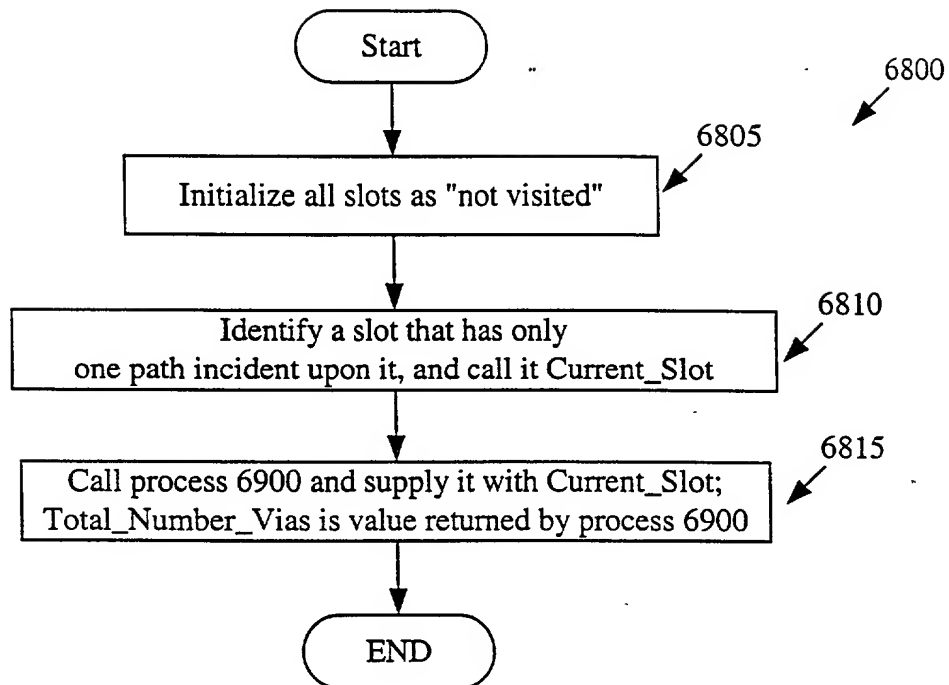 Start
6800
6805
Initialize all slots as "not visited"
6810
Identify a slot that has only
one path incident upon it, and call it Current_Slot
6815
Call process 6900 and supply it with Current_Slot;
Total_Number_Vias is value returned by process 6900
END